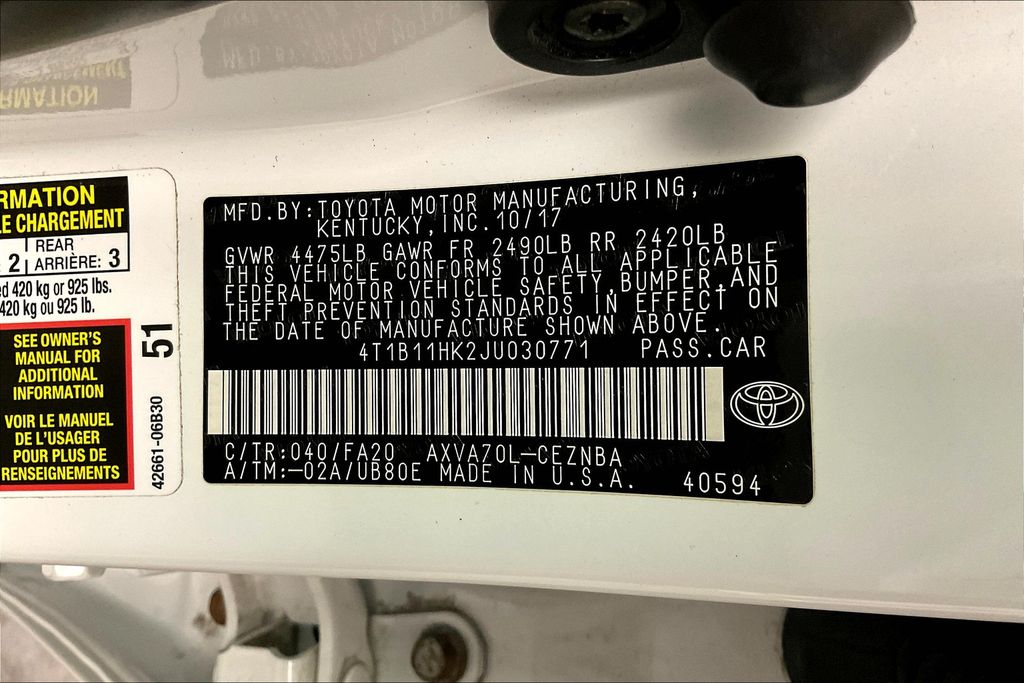 RMATION
E CHARGEMENT
2 REAR ARRIÈRE: 3
ed 420 kg or 925 lbs.
420 kg ou 925 lb.
SEE OWNER'S
MANUAL FOR
ADDITIONAL
INFORMATION
VOIR LE MANUEL
DE L'USAGER
POUR PLUS DE
RENSEIGNEMENTS
51
42661-06B30
MFD.BY:TOYOTA MOTOR MANUFACTURING,
KENTUCKY,INC.10/17
GVWR 4475LB GAWR FR 2490LB RR 2420LB
THIS VEHICLE CONFORMS TO ALL APPLICABLE
FEDERAL MOTOR VEHICLE SAFETY,BUMPER,AND
THEFT PREVENTION STANDARDS IN EFFECT ON
THE DATE OF MANUFACTURE SHOWN ABOVE.
4T1B11HK2JU030771 PASS.CAR
C/TR:040/FA20 AXVA70L-CEZNBA
A/TM:-02A/UB80E MADE IN U.S.A. 40594